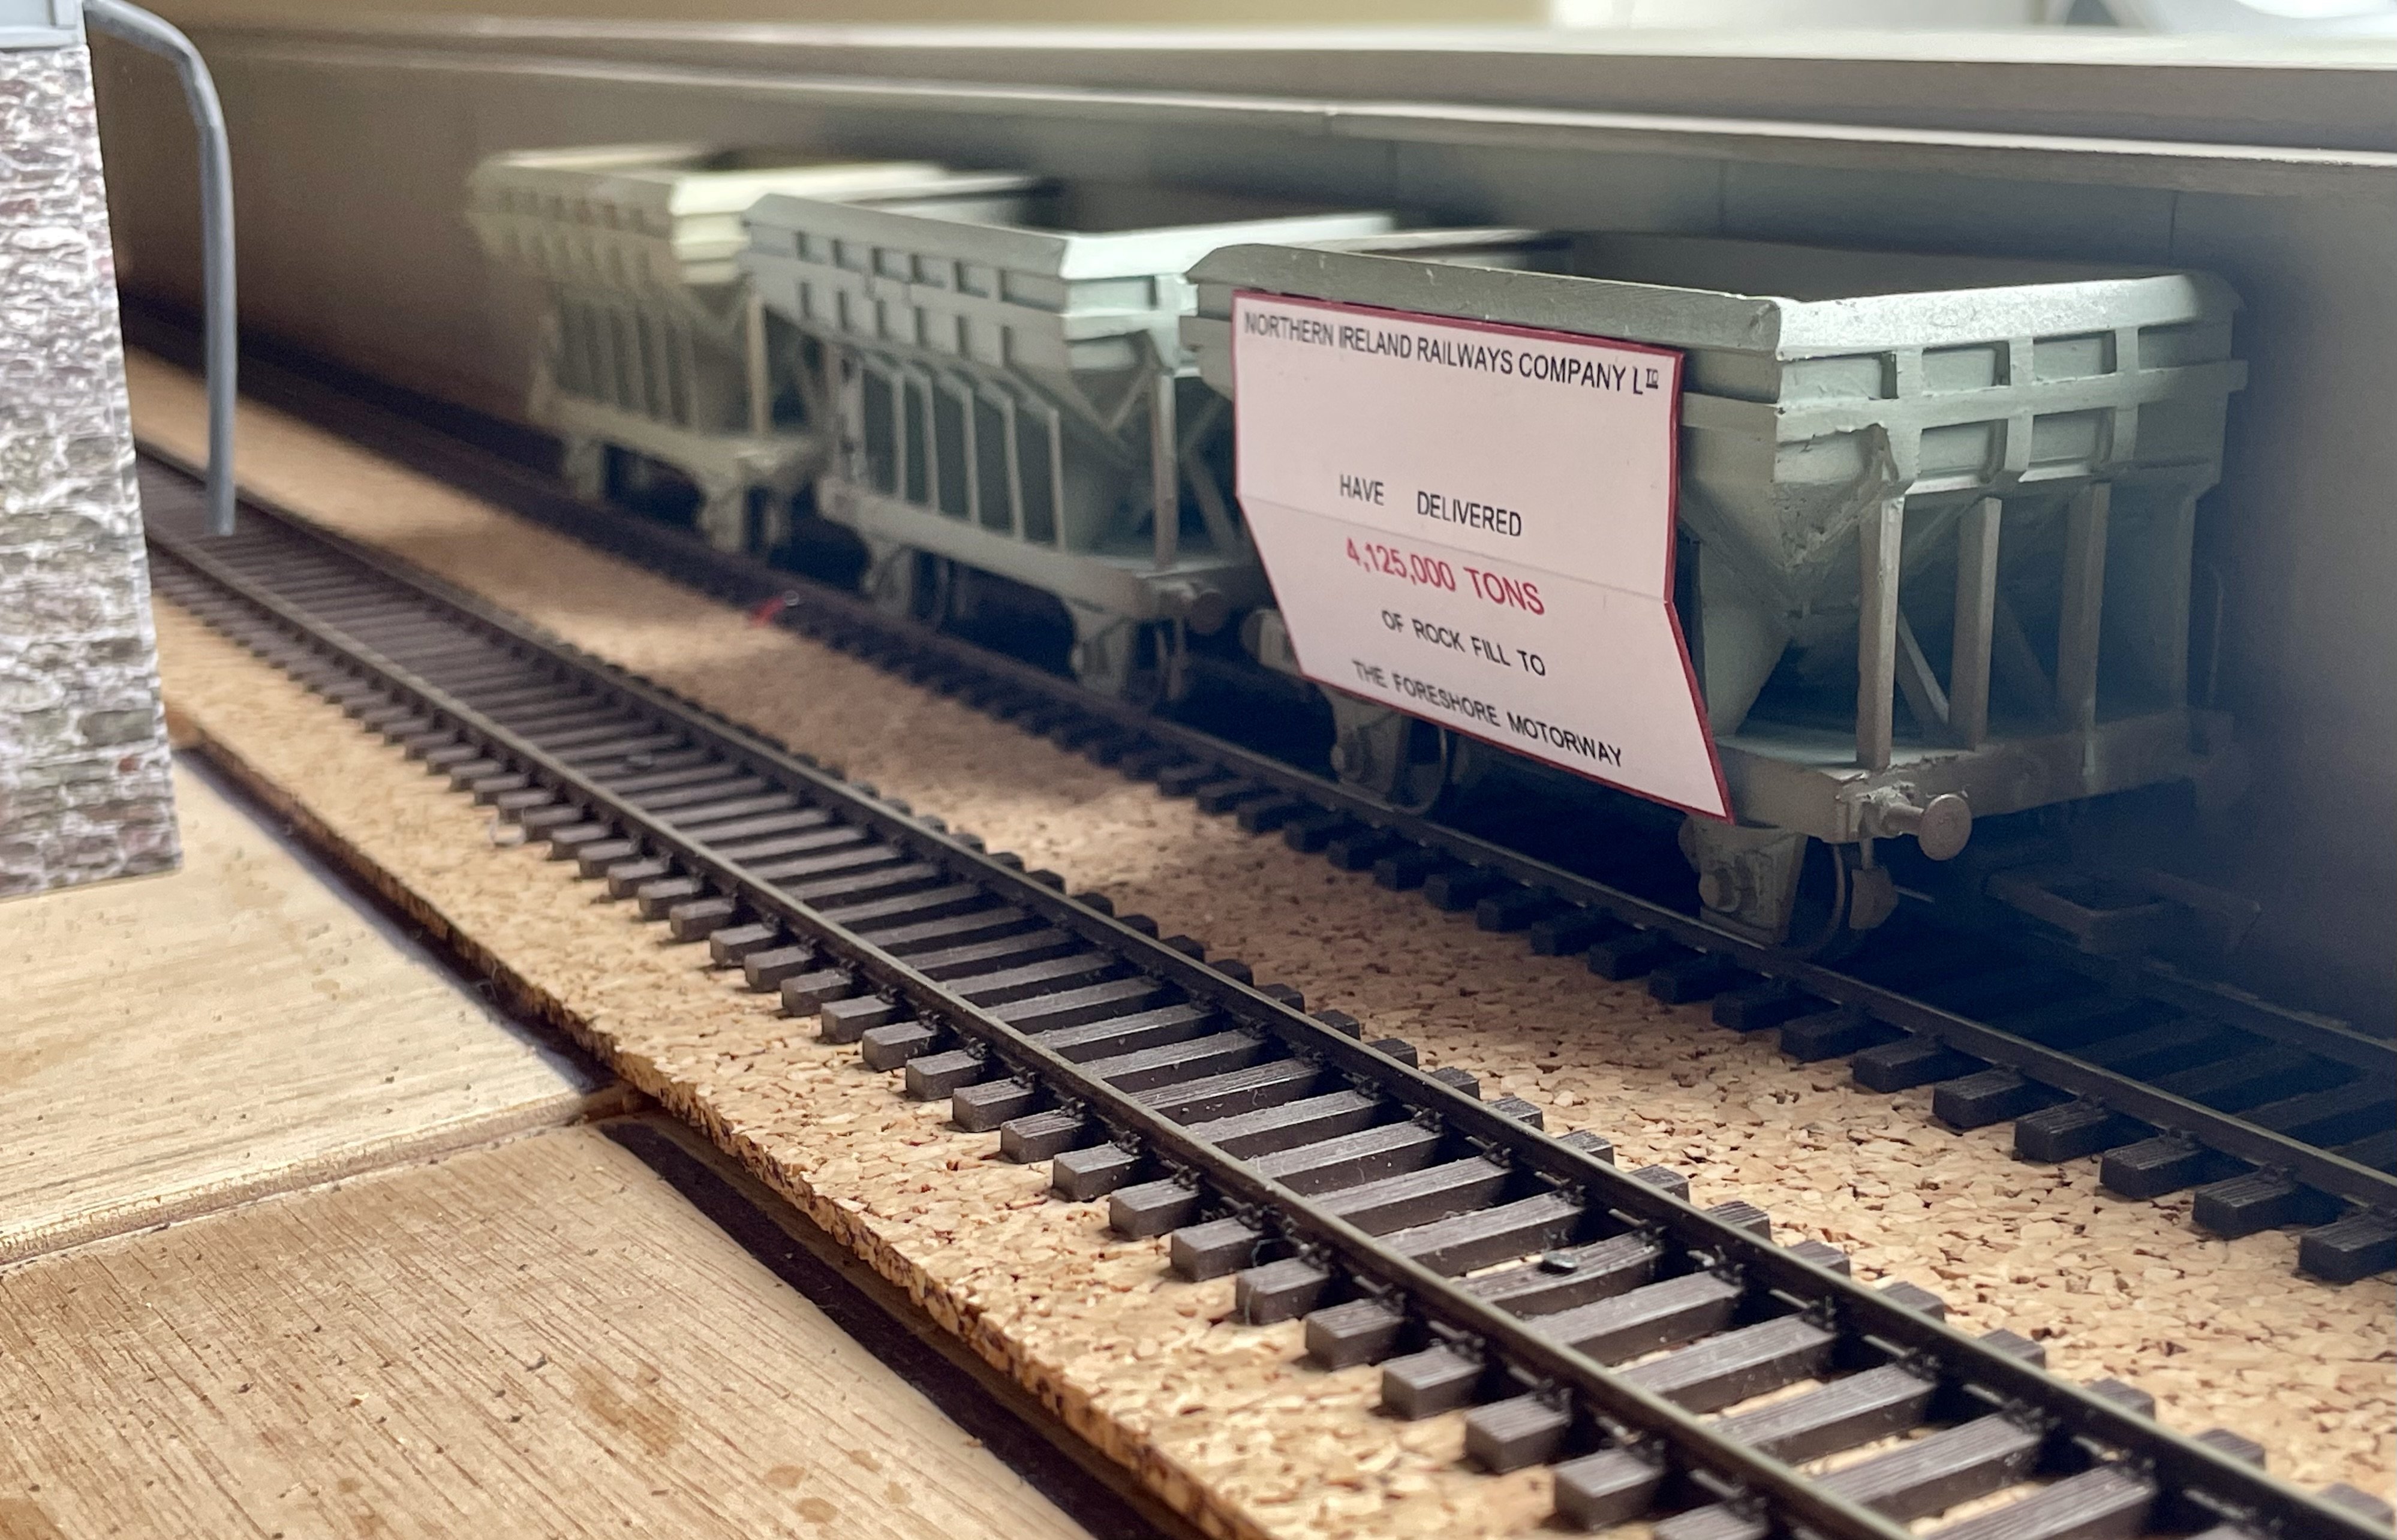 NORTHERN IRELAND RAILWAYS COMPANY LTD
HAVE DELIVERED
4,125,000 TONS
OF ROCK FILL TO
THE FORESHORE MOTORWAY